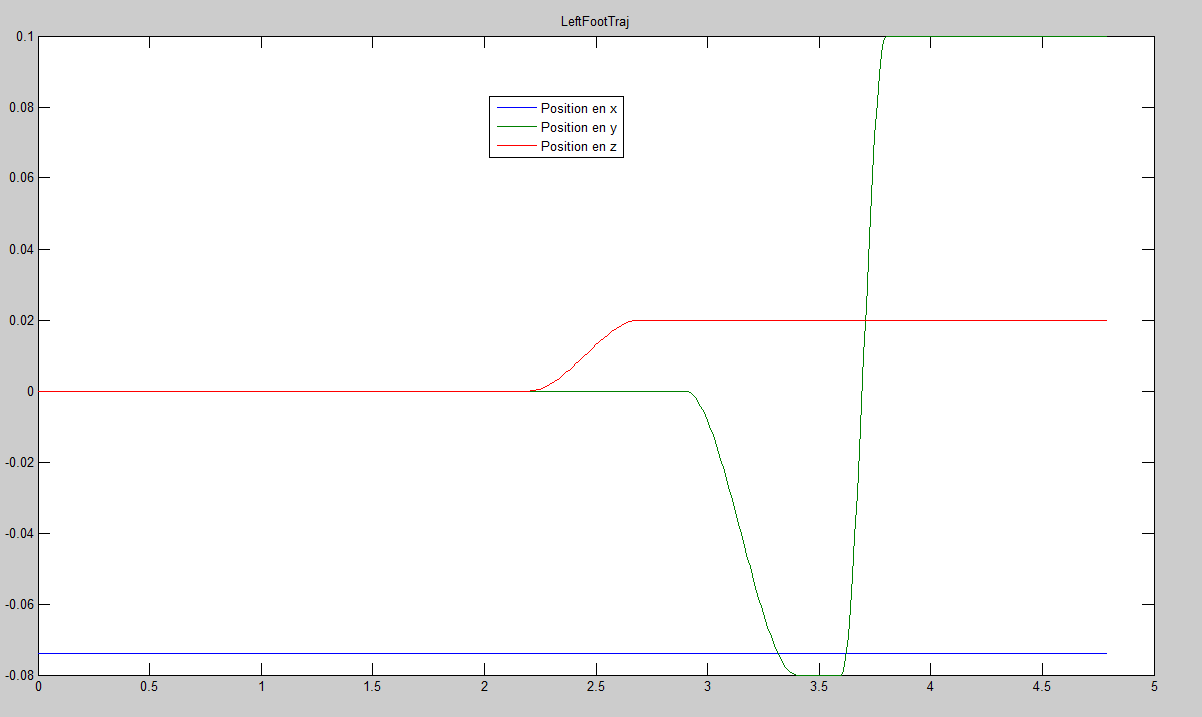 LeftFootTraj
0.1
0.08
0.06
0.04
0.02
0
-0.02
-0.04
-0.06
-0.08
Position en x
Position en y
Position en z
0 0.5 1 1.5 2 2.5 3 3.5 4 4.5 5